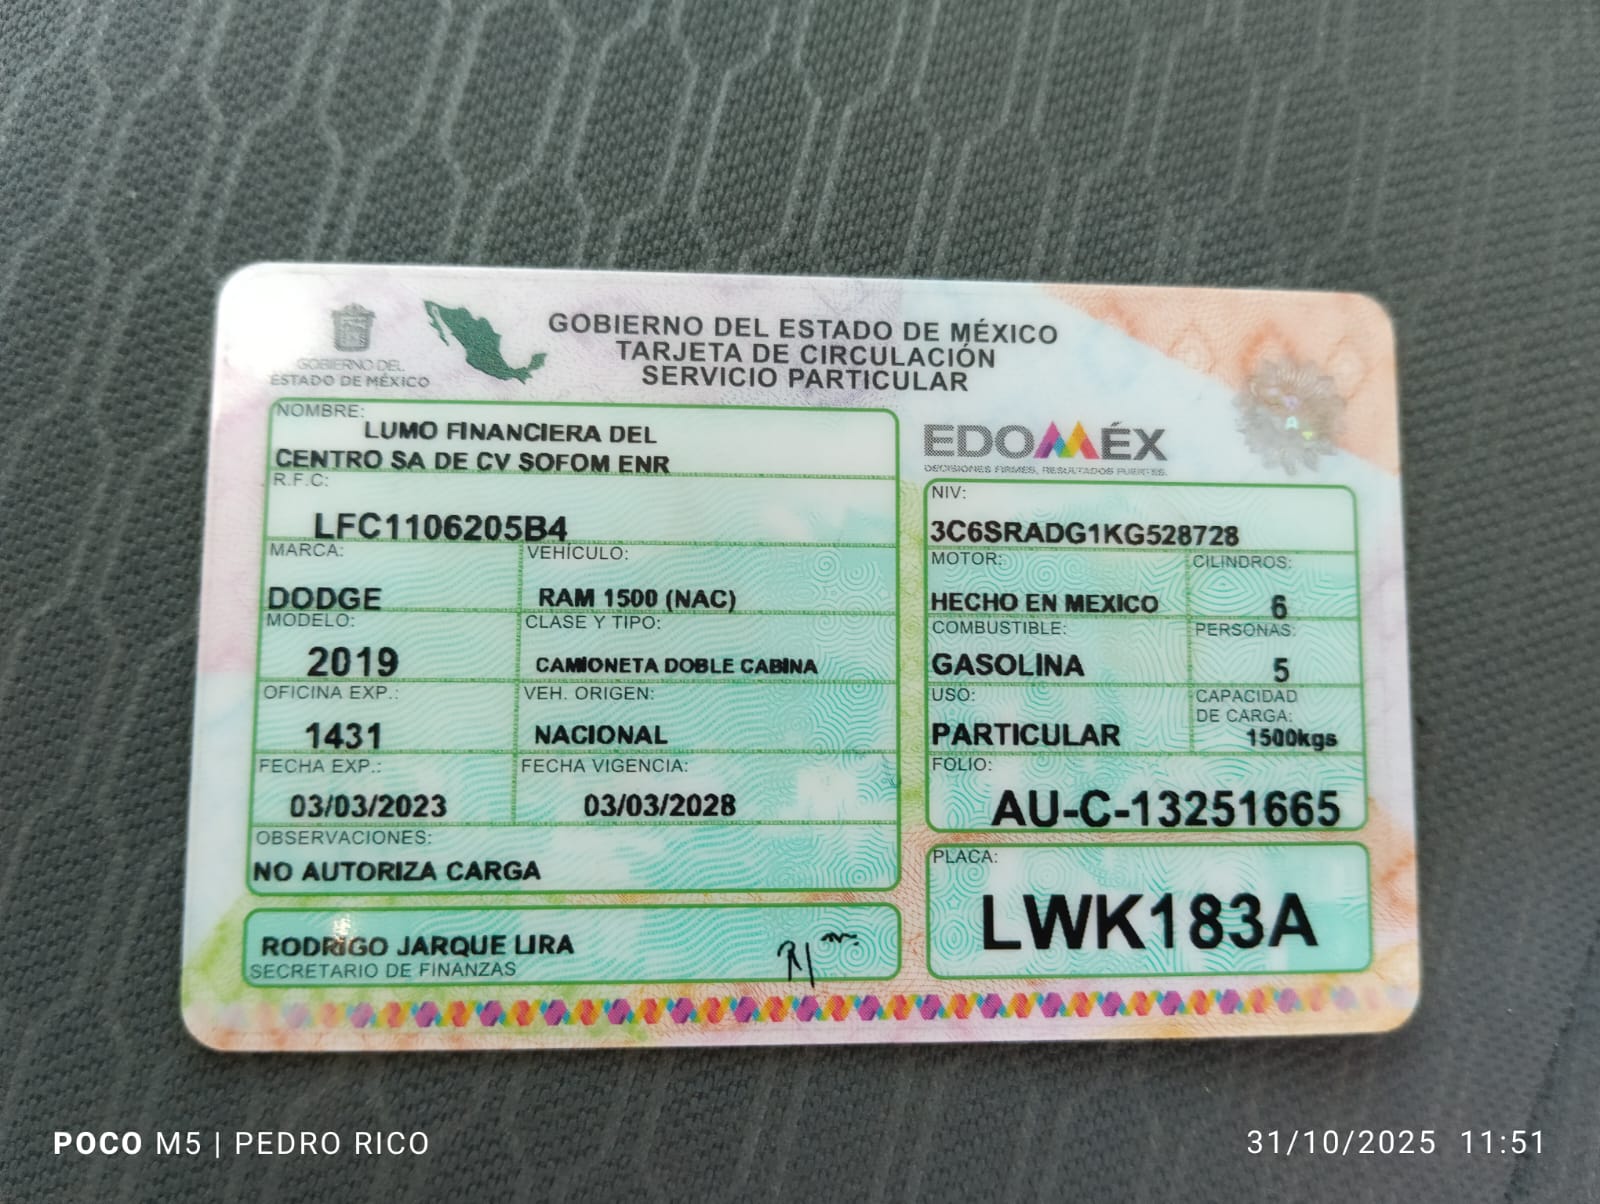 GOBIERNO DEL
ESTADO DE MÉXICO
GOBIERNO DEL ESTADO DE MÉXICO
TARJETA DE CIRCULACIÓN
SERVICIO PARTICULAR
NOMBRE:
LUMO FINANCIERA DEL
CENTRO SA DE CV SOFOM ENR
R.F.C:
LFC1106205B4
MARCA: VEHÍCULO:
DODGE RAM 1500 (NAC)
MODELO: CLASE Y TIPO:
2019 CAMIONETA DOBLE CABINA
OFICINA EXP.: VEH. ORIGEN:
1431 NACIONAL
FECHA EXP.: FECHA VIGENCIA:
03/03/2023 03/03/2028
OBSERVACIONES:
NO AUTORIZA CARGA
RODRIGO JARQUE LIRA
SECRETARIO DE FINANZAS
EDOMÉX
DECISIONES FIRMES, RESULTADOS FUERTES.
NIV:
3C6SRADG1KG528728
MOTOR: CILINDROS:
HECHO EN MEXICO 6
COMBUSTIBLE: PERSONAS:
GASOLINA 5
USO: CAPACIDAD
DE CARGA:
PARTICULAR 1500kgs
FOLIO:
AU-C-13251665
PLACA:
LWK183A
POCO M5 | PEDRO RICO
31/10/2025 11:51